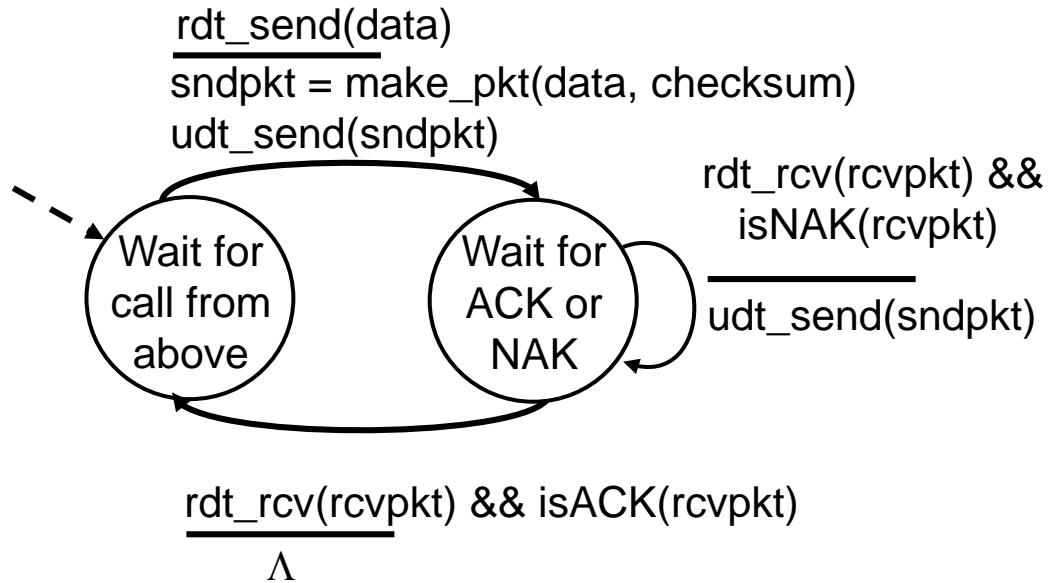 rdt_send(data)
sndpkt = make_pkt(data, checksum)
udt_send(sndpkt)
rdt_rcv(rcvpkt) &&
isNAK(rcvpkt)
udt_send(sndpkt)
Wait for
call from
above
Wait for
ACK or
NAK
rdt_rcv(rcvpkt) && isACK(rcvpkt)
Λ